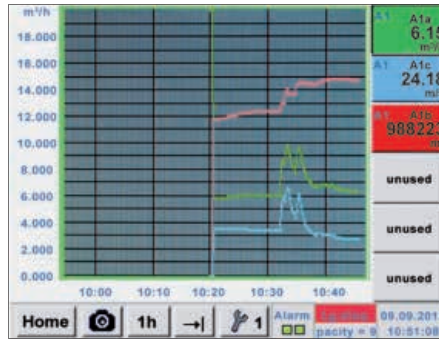 m³/h
18.000
16.000
14.000
12.000
10.000
8.000
6.000
4.000
2.000
0.000
10:00 10:10 10:20 10:30 10:40
A1 A1a
6.15
m³/
A1 A1c
24.18
m/
A1 A1b
988223
m
unused
unused
unused
Home 1h 1
Alarm
pacity = 9
09.09.201
10:51:08